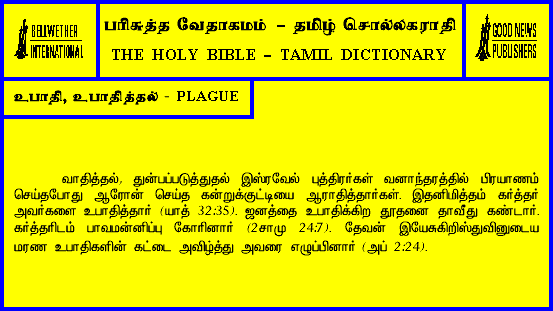 BELLWETHER
INTERNATIONAL
பரிசுத்த வேதாகமம் - தமிழ் சொல்லகராதி
THE HOLY BIBLE - TAMIL DICTIONARY
GOOD NEWS
PUBLISHERS
உபாதி, உபாதித்தல் - PLAGUE
வாதித்தல், துன்பப்படுத்துதல் இஸ்ரவேல் புத்திரர்கள் வனாந்தரத்தில் பிரயாணம்
செய்தபோது ஆரோன் செய்த கன்றுக்குட்டியை ஆராதித்தார்கள். இதனிமித்தம் கர்த்தர்
அவர்களை உபாதித்தார் (யாத் 32:35). ஜனத்தை உபாதிக்கிற தூதனை தாவீது கண்டார்.
கர்த்தரிடம் பாவமன்னிப்பு கோரினார் (2சாமு 24:7). தேவன் இயேசுகிறிஸ்துவினுடைய
மரண உபாதிகளின் கட்டை அவிழ்த்து அவரை எழுப்பினார் (அப் 2:24).